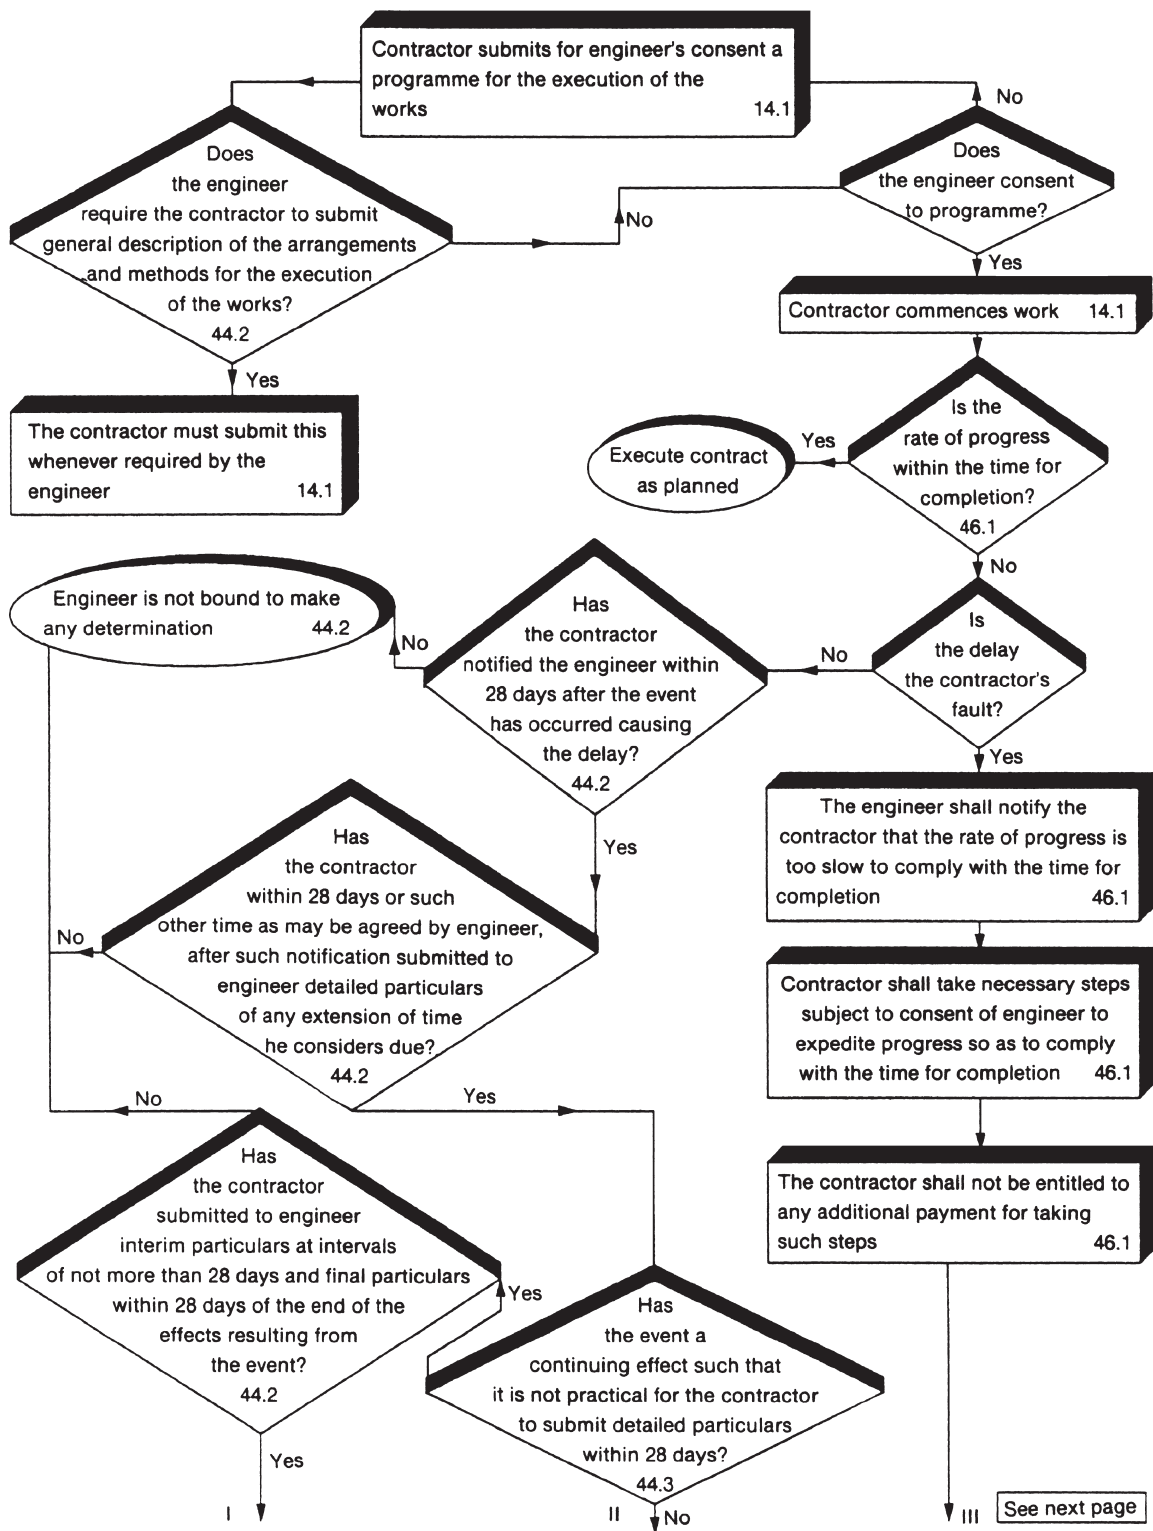 Contractor submits for engineer's consent a
programme for the execution of the
works 14.1
No
Does
the engineer
require the contractor to submit
general description of the arrangements
and methods for the execution
of the works?
44.2
No
Does
the engineer consent
to programme?
Yes
Contractor commences work 14.1
Yes
The contractor must submit this
whenever required by the
engineer 14.1
Is the
rate of progress
within the time for
completion?
46.1
Yes
Execute contract
as planned
No
Engineer is not bound to make
any determination 44.2
No
Has
the contractor
notified the engineer within
28 days after the event
has occurred causing
the delay?
44.2
No
Is
the delay
the contractor's
fault?
Yes
The engineer shall notify the
contractor that the rate of progress is
too slow to comply with the time for
completion 46.1
Yes
Has
the contractor
within 28 days or such
other time as may be agreed by engineer,
after such notification submitted to
engineer detailed particulars
of any extension of time
he considers due?
44.2
No
Contractor shall take necessary steps
subject to consent of engineer to
expedite progress so as to comply
with the time for completion 46.1
No
Yes
Has
the contractor
submitted to engineer
interim particulars at intervals
of not more than 28 days and final particulars
within 28 days of the end of the
effects resulting from
the event?
44.2
Yes
The contractor shall not be entitled to
any additional payment for taking
such steps 46.1
Has
the event a
continuing effect such that
it is not practical for the contractor
to submit detailed particulars
within 28 days?
44.3
Yes
I
II
No
III
See next page